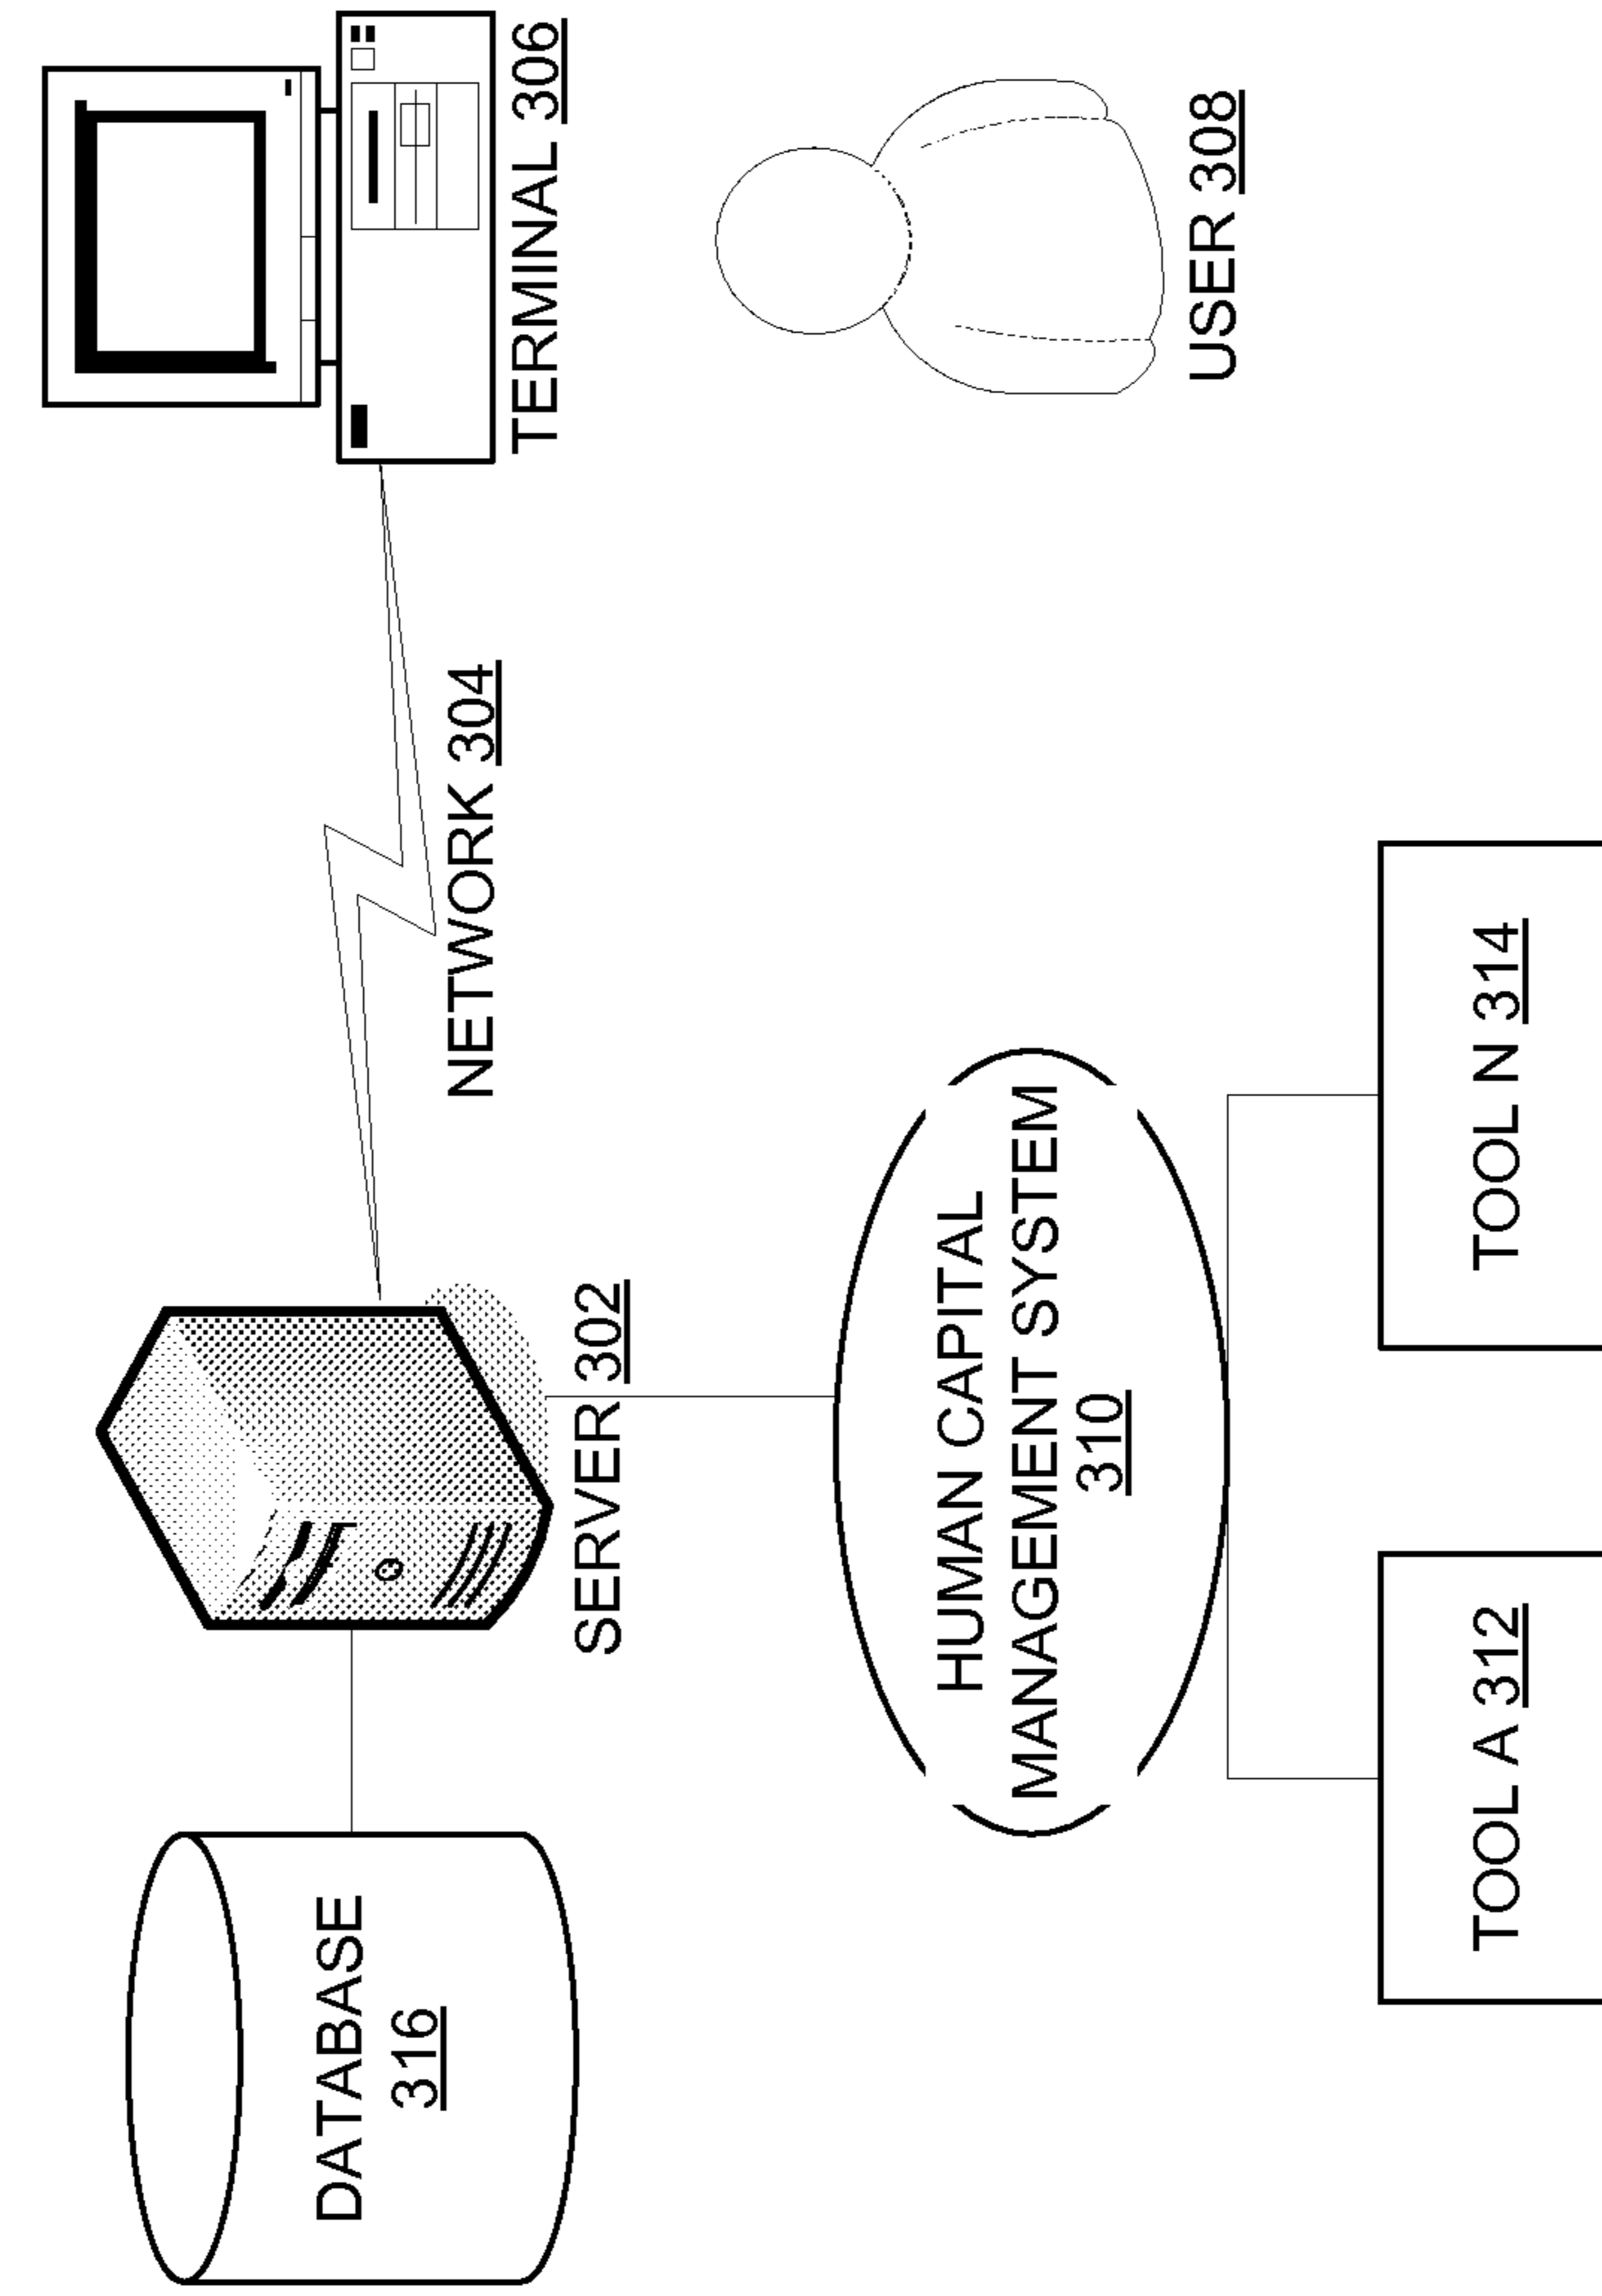 DATABASE
316
SERVER 302
NETWORK 304
TERMINAL 306
USER 308
HUMAN CAPITAL
MANAGEMENT SYSTEM
310
TOOL A 312
TOOL N 314